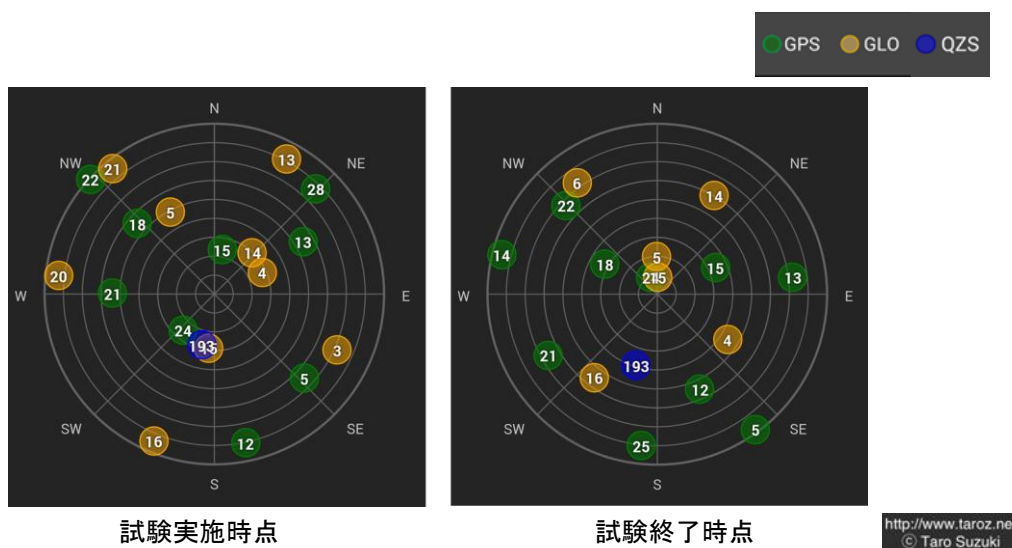 GPS GLO QZS
N
NW NE
13
21
22 28
5
18
13
15 14
4
20
W 21 E
24
193
3
5
SW SE
16 12
S
N
NW NE
6
22 14
14
5
18 15
13
W E
4
21
193
16 12
5
SW SE
25
S
試験実施時点 試験終了時点
http://www.taroz.ne
© Taro Suzuki